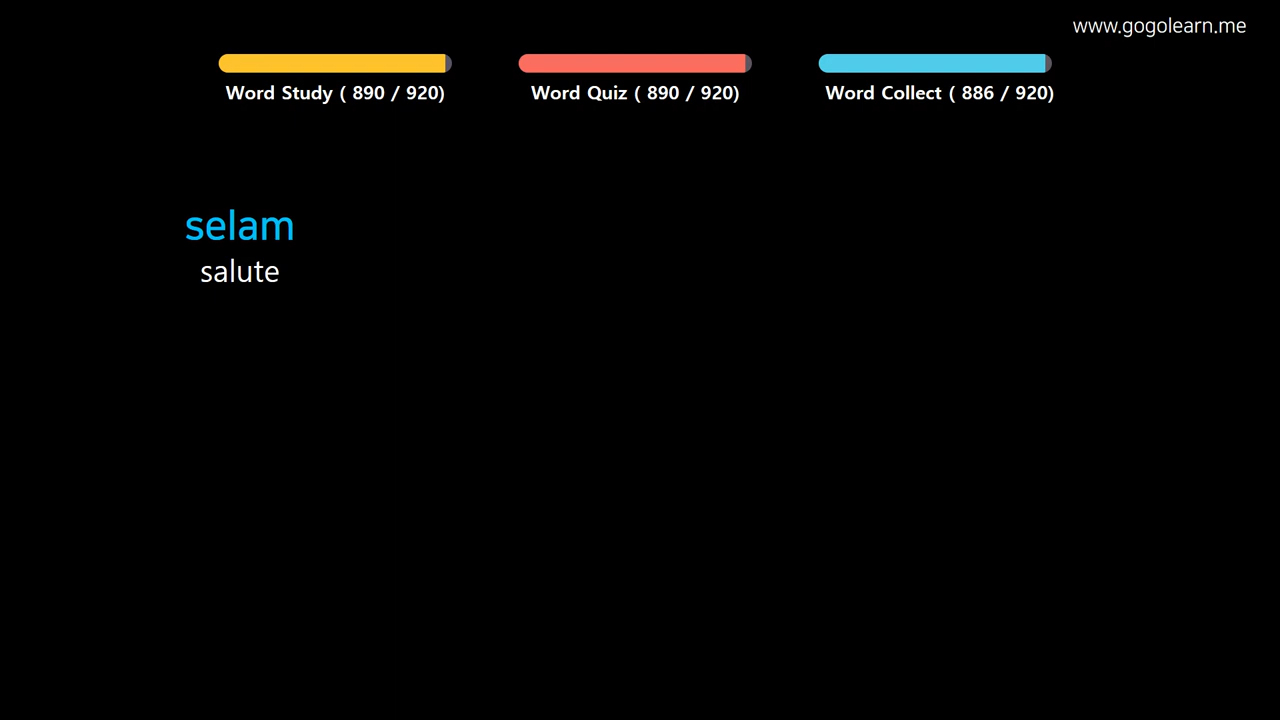 www.gogolearn.me
Word Study ( 890 / 920)
Word Quiz ( 890 / 920)
Word Collect ( 886 / 920)
selam
salute